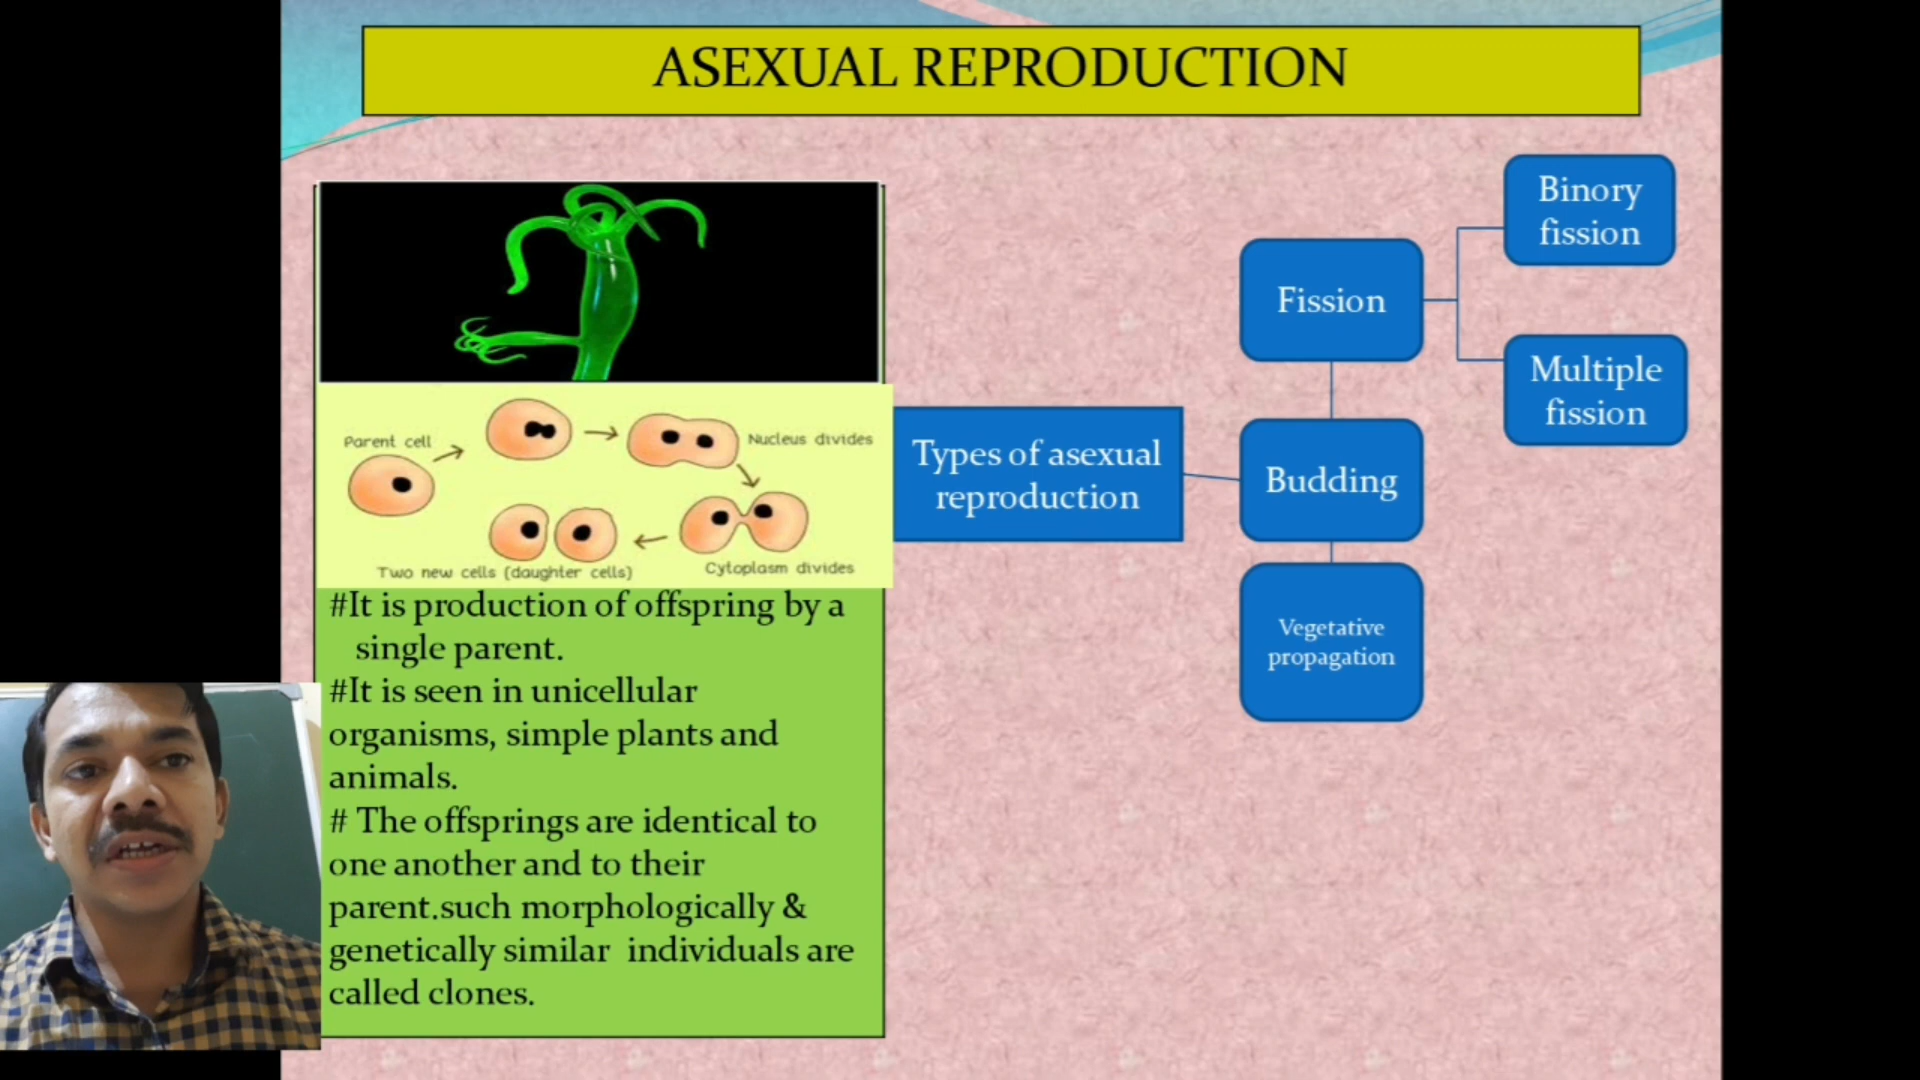 ASEXUAL REPRODUCTION
Parent cell
Nucleus divides
Cytoplasm divides
Two new cells (daughter cells)
#It is production of offspring by a
single parent.
#It is seen in unicellular
organisms, simple plants and
animals.
# The offsprings are identical to
one another and to their
parent.such morphologically &
genetically similar individuals are
called clones.
Types of asexual
reproduction
Fission
Binory
fission
Multiple
fission
Budding
Vegetative
propagation